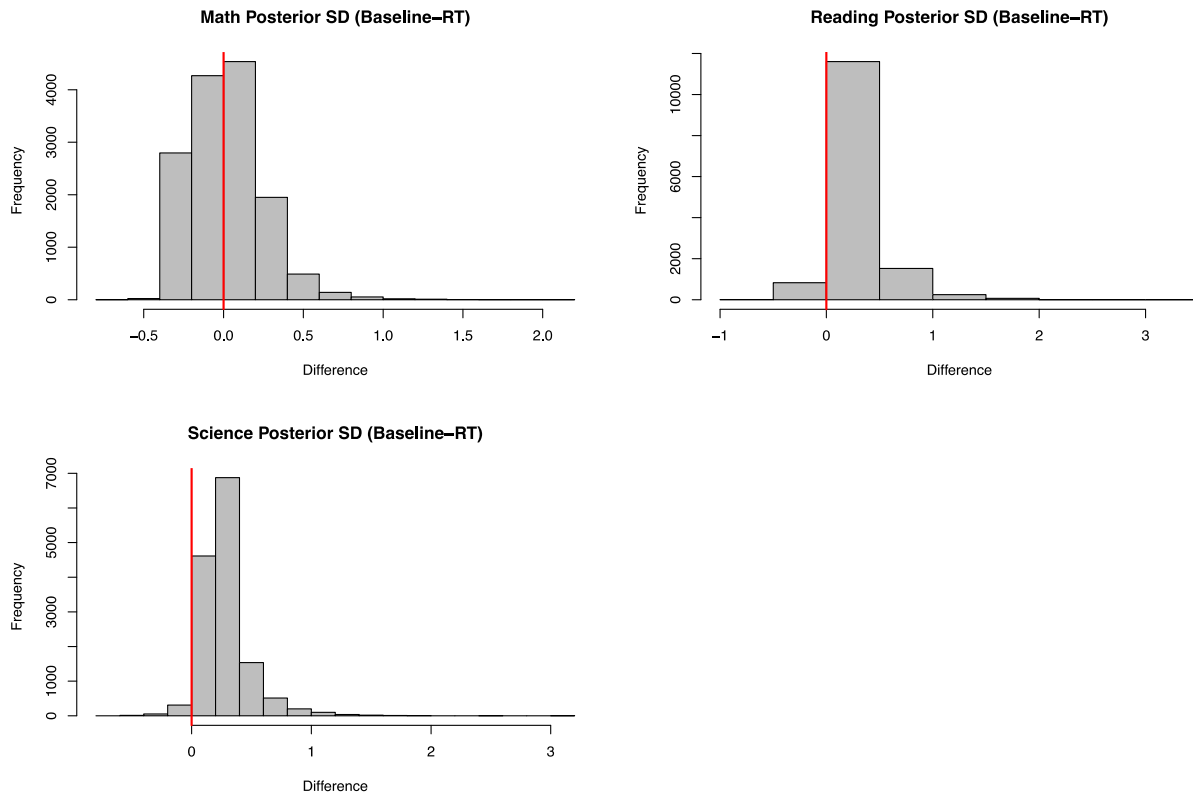 Math Posterior SD (Baseline−RT)
Frequency
4000
3000
2000
1000
0
−0.5 0.0 0.5 1.0 1.5 2.0
Difference
Reading Posterior SD (Baseline−RT)
Frequency
10000
6000
2000
0
−1 0 1 2 3
Difference
Science Posterior SD (Baseline−RT)
Frequency
7000
5000
3000
1000
0
0 1 2 3
Difference